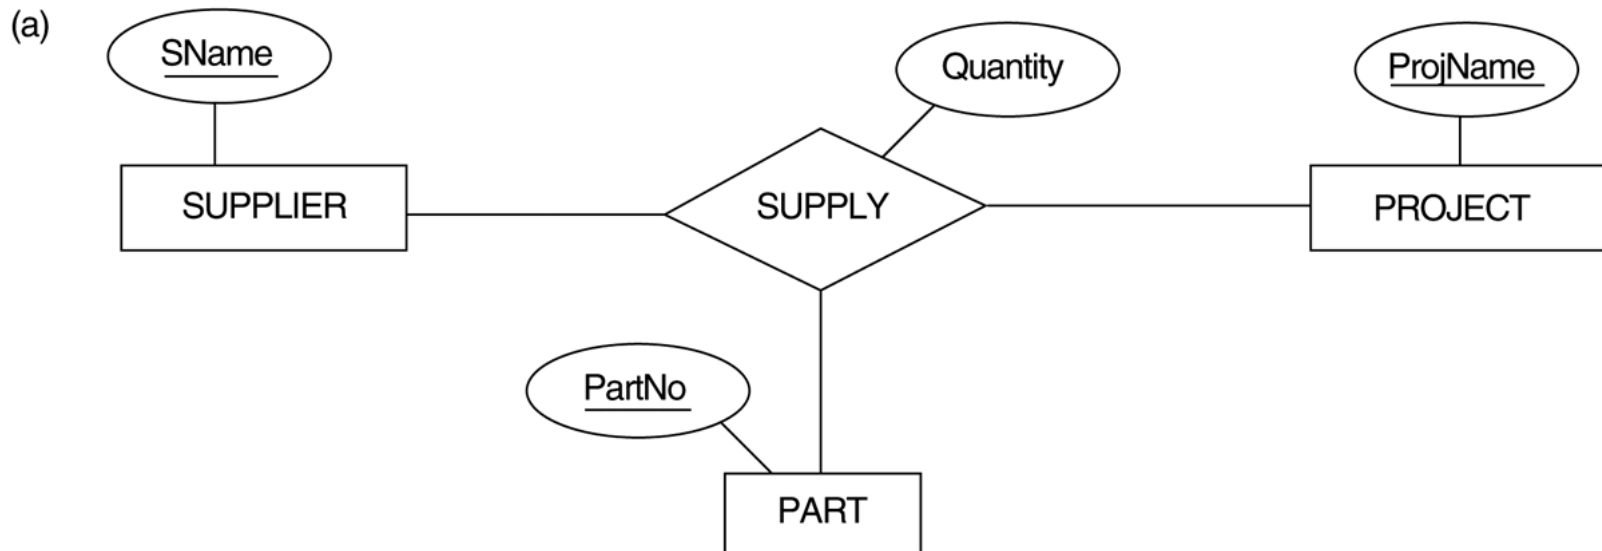 (a)
SName
Quantity
ProjName
SUPPLIER
SUPPLY
PROJECT
PartNo
PART